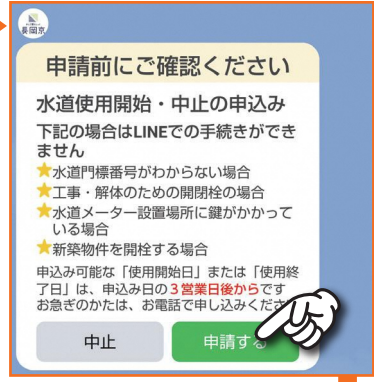 長岡京
申請前にご確認ください
水道使用開始・中止の申込み
下記の場合はLINEでの手続きができ
ません
⭐水道門標番号がわからない場合
⭐工事・解体のための開閉栓の場合
⭐水道メーター設置場所に鍵がかかって
いる場合
⭐新築物件を開栓する場合
申込み可能な「使用開始日」または「使用終
了日」は、申込み日の3営業日後からです
お急ぎのかたは、お電話で申し込みくださ
中止
申請する